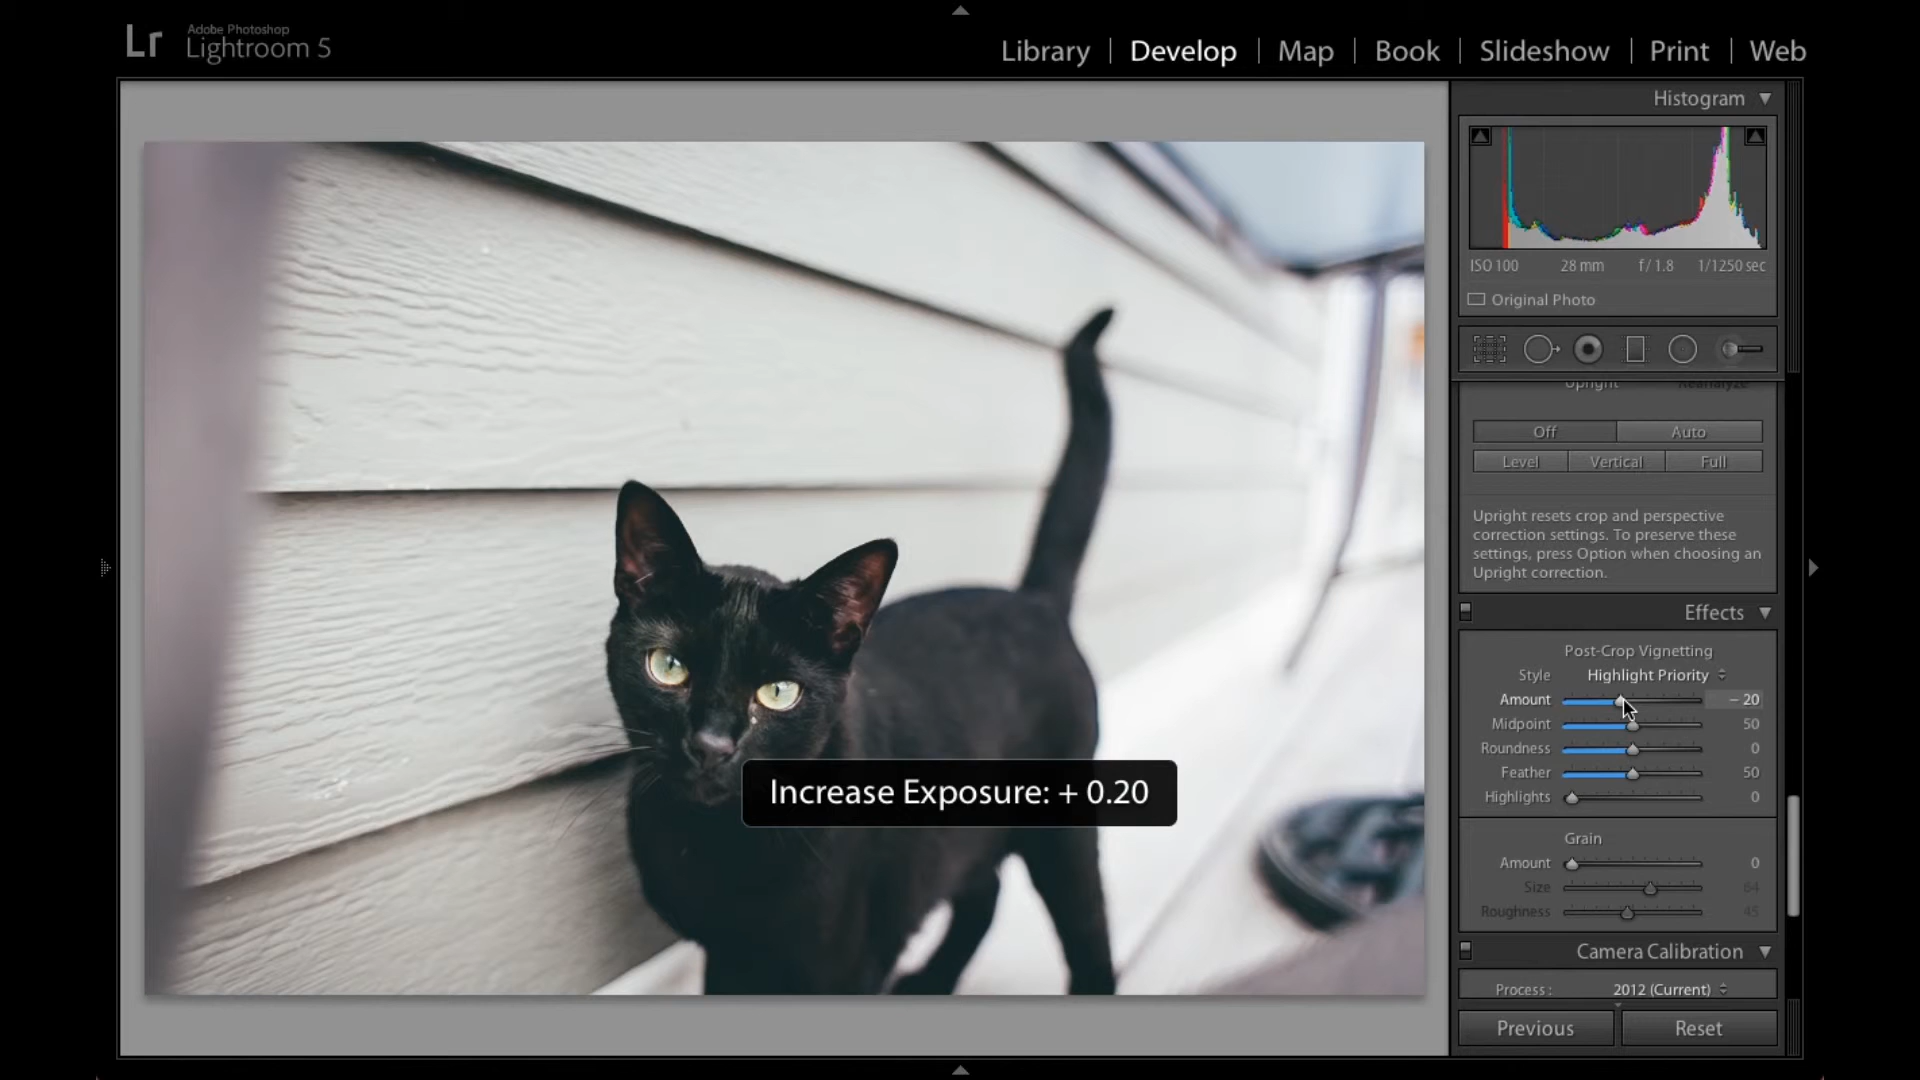 Lr
Adobe Photoshop
Lightroom 5
Library | Develop | Map | Book | Slideshow | Print | Web
Histogram
ISO 100 28 mm f / 1.8 1/1250 sec
Original Photo
Upright Reanalyze
Off Auto
Level Vertical Full
Upright resets crop and perspective
correction settings. To preserve these
settings, press Option when choosing an
Upright correction.
Effects
Post-Crop Vignetting
Style Highlight Priority
Amount – 20
Midpoint 50
Roundness 0
Feather 50
Highlights 0
Increase Exposure: + 0.20
Grain
Amount 0
Size 64
Roughness 45
Camera Calibration
Process : 2012 (Current)
Previous Reset